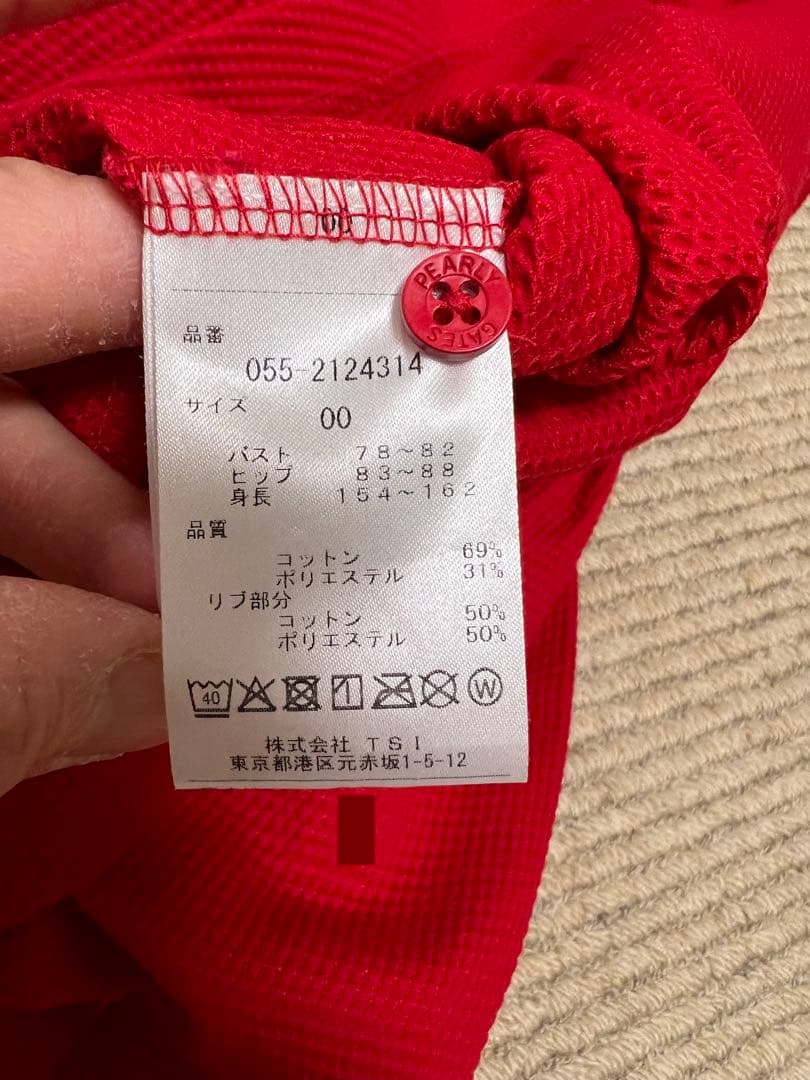 00
PEARLY
GATES
品番
055-2124314
サイズ
00
バスト 78～82
ヒップ 83～88
身長 154～162
品質
コットン 69%
ポリエステル 31%
リブ部分
コットン 50%
ポリエステル 50%
40 1 W
株式会社 TSI
東京都港区元赤坂1-5-12